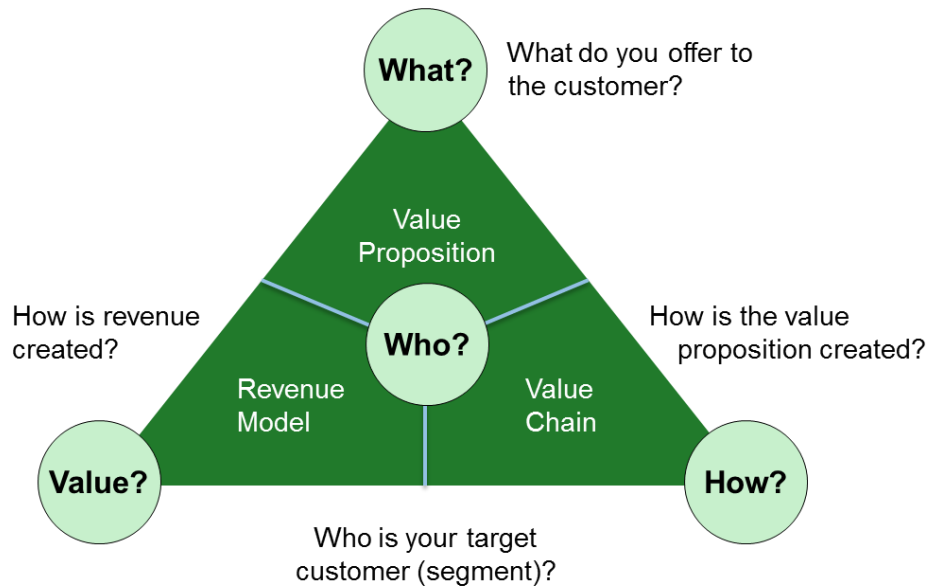 What?
What do you offer to
the customer?
Value
Proposition
How is revenue
created?
Who?
How is the value
proposition created?
Revenue
Model
Value
Chain
Value?
How?
Who is your target
customer (segment)?